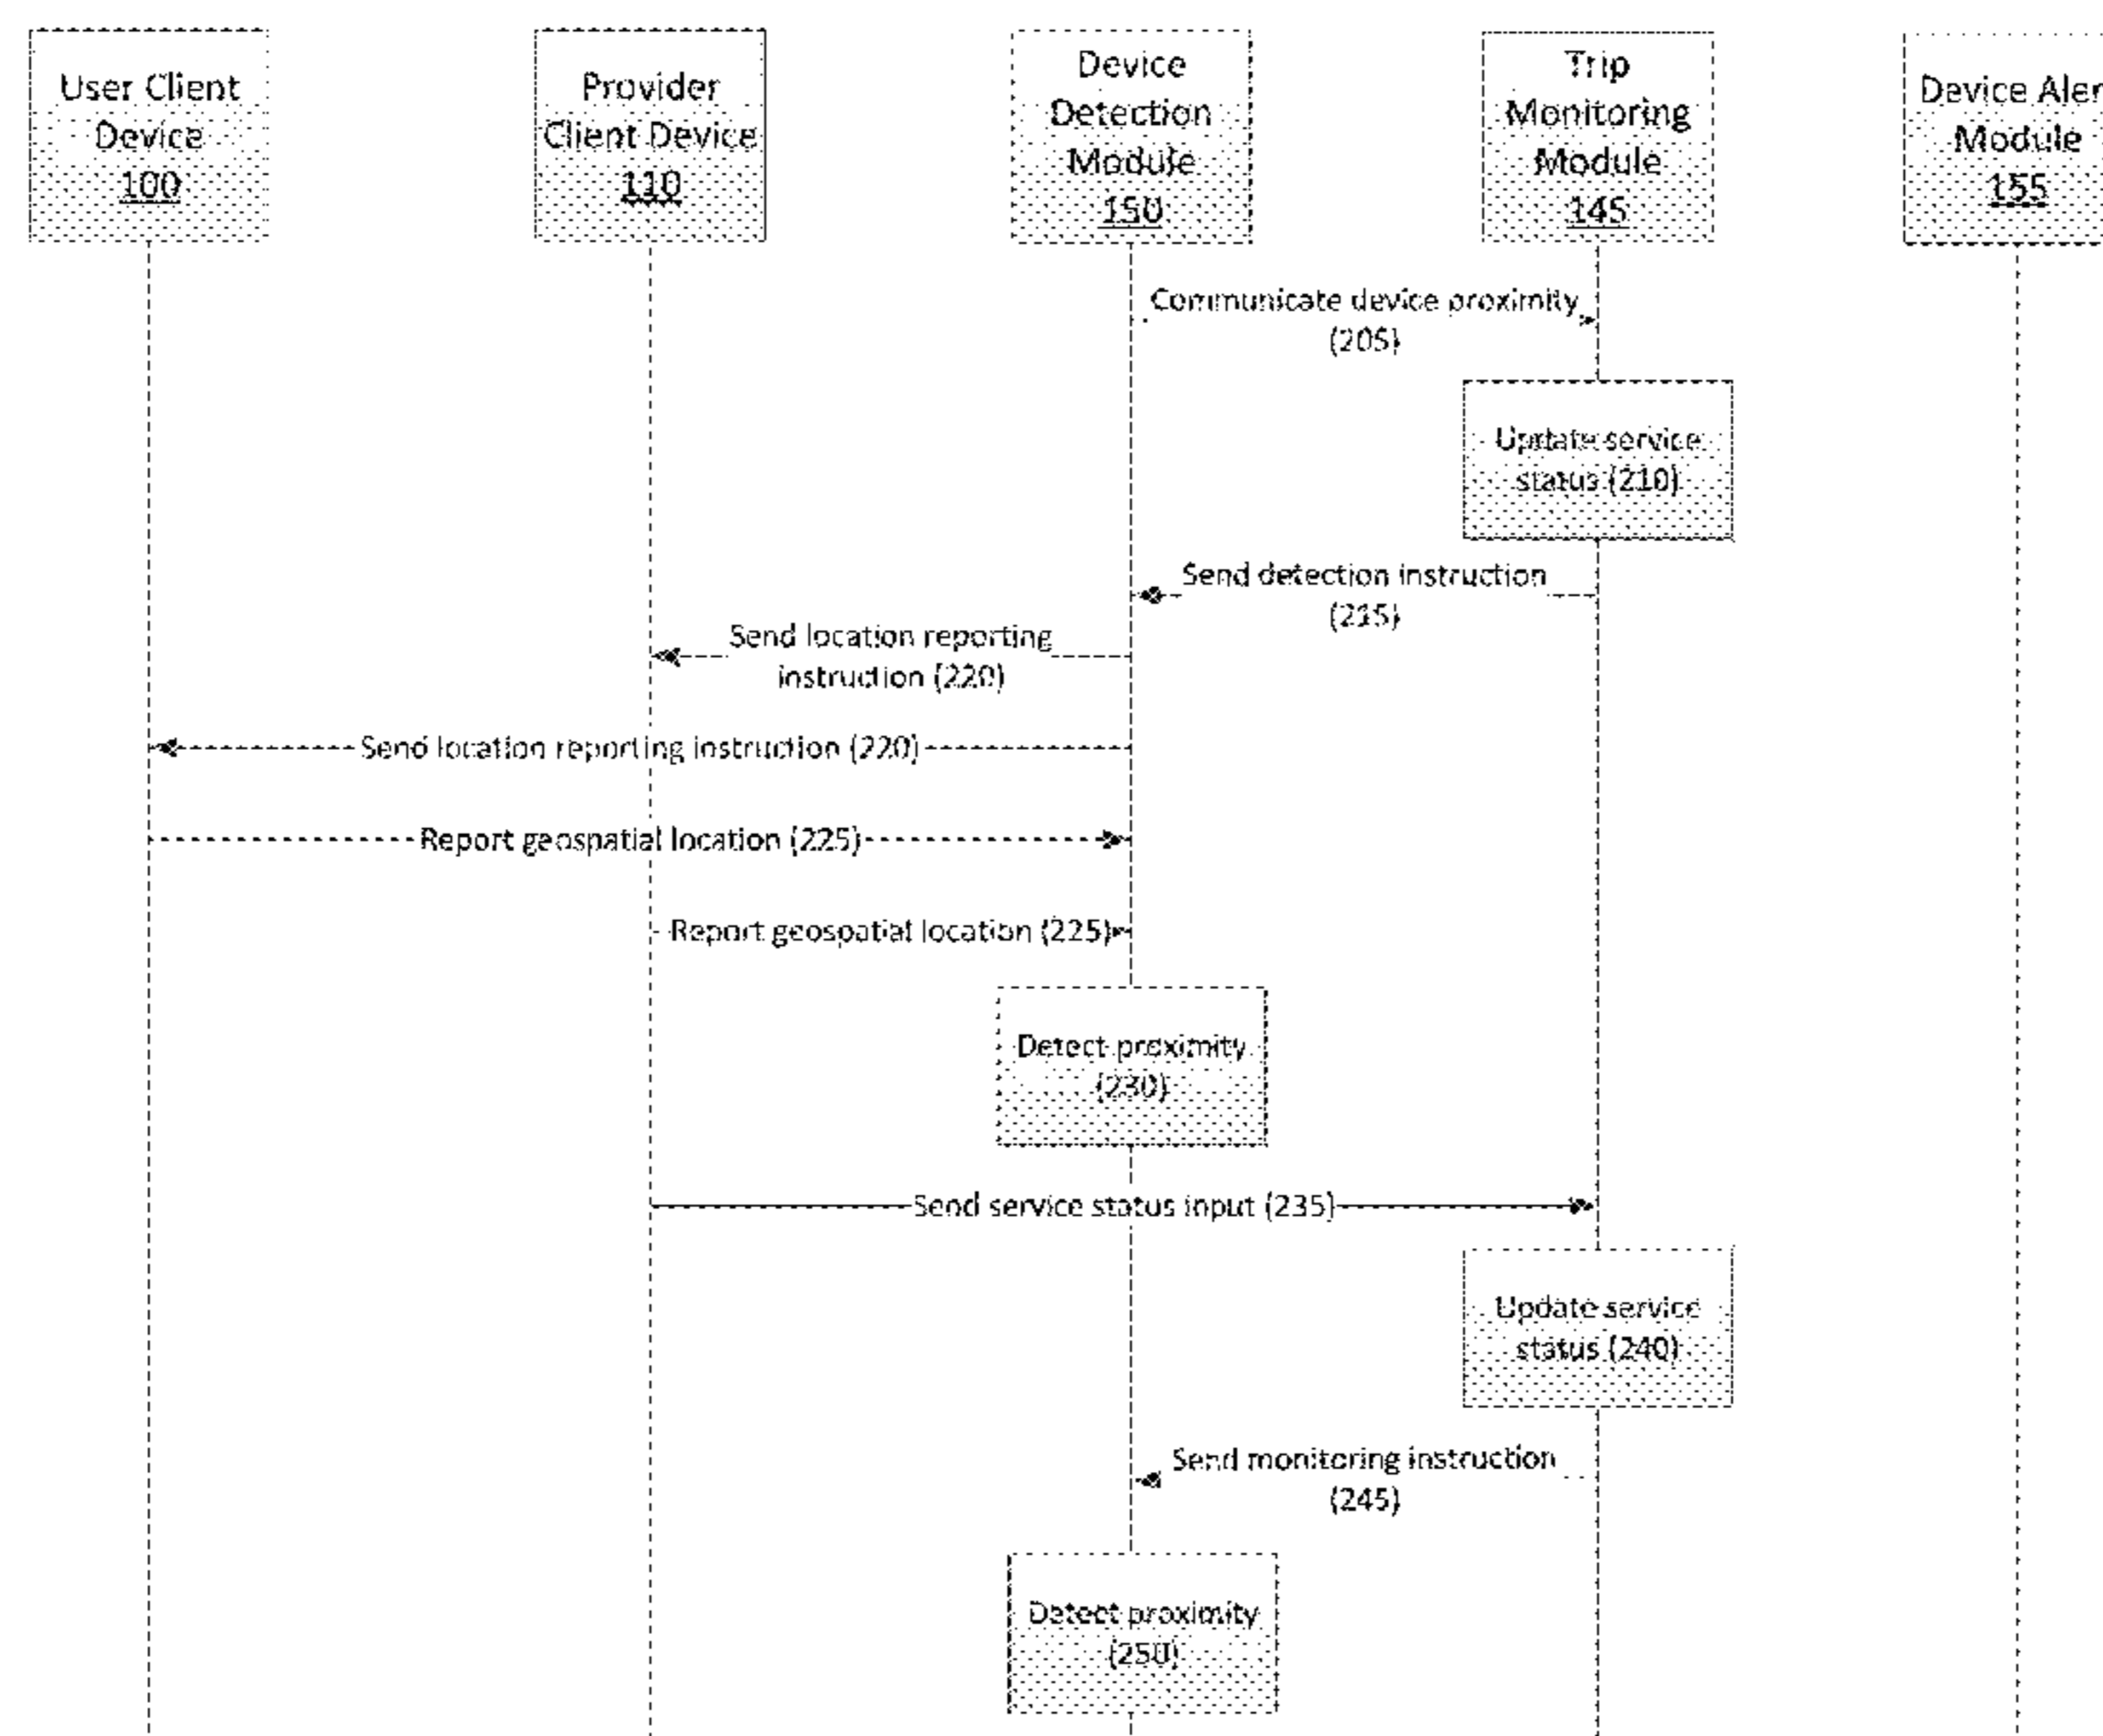 User Client
Device
100
Provider
Client Device
110
Device
Detection
Module
150
Trip
Monitoring
Module
145
Device Aler
Module
155
Communicate device proximity
(205)
Update service
status (210)
Send detection instruction
(215)
Send location reporting
instruction (220)
Send location reporting instruction (220)
Report geospatial location (225)
Report geospatial location (225)
Detect proximity
(230)
Send service status input (235)
Update service
status (240)
Send monitoring instruction
(245)
Detect proximity
(250)